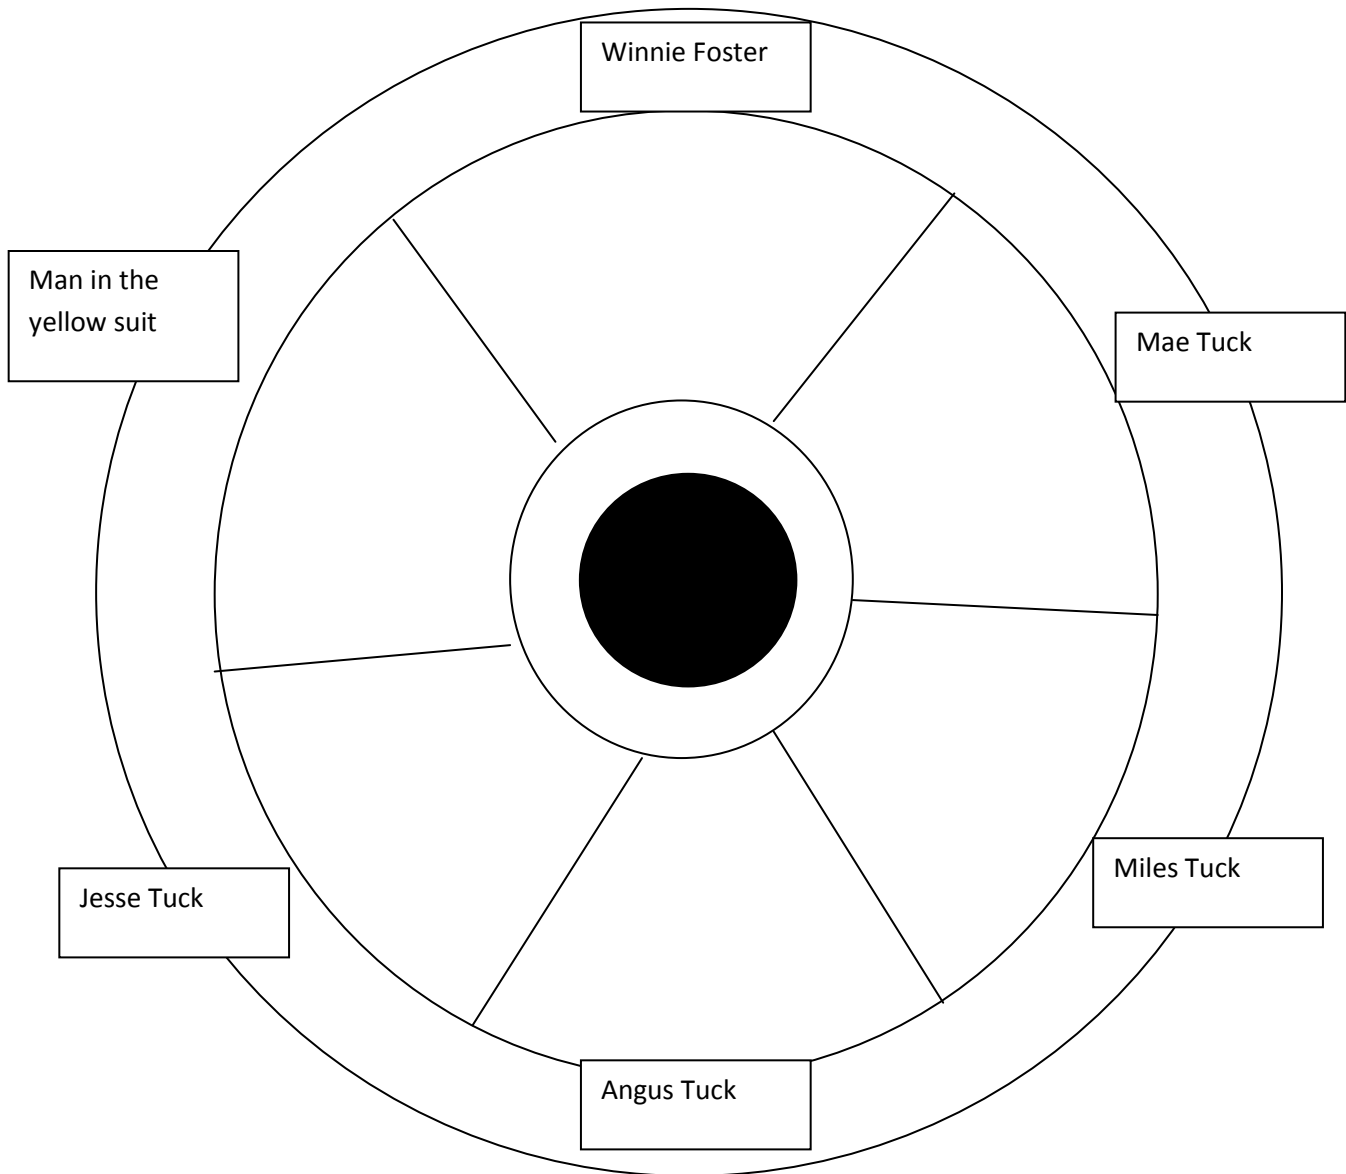 Winnie Foster
Man in the
yellow suit
Mae Tuck
Miles Tuck
Jesse Tuck
Angus Tuck